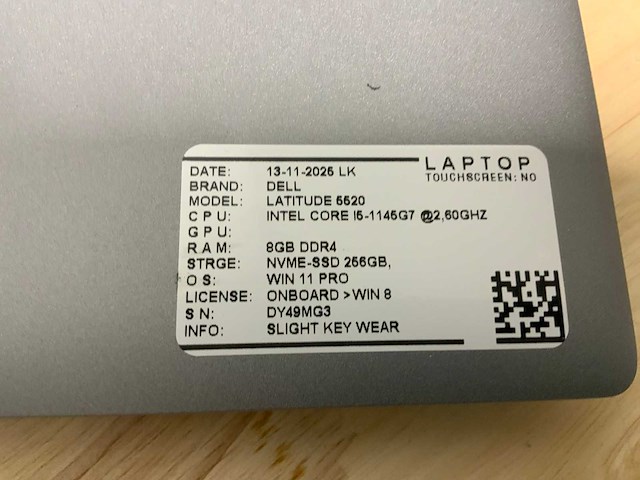 LAPTOP
TOUCHSCREEN: NO
DATE: 13-11-2025 LK
BRAND: DELL
MODEL: LATITUDE 5520
CPU: INTEL CORE I5-1145G7 @2,60GHZ
GPU:
RAM: 8GB DDR4
STRGE: NVME-SSD 256GB,
OS: WIN 11 PRO
LICENSE: ONBOARD >WIN 8
SN: DY49MG3
INFO: SLIGHT KEY WEAR